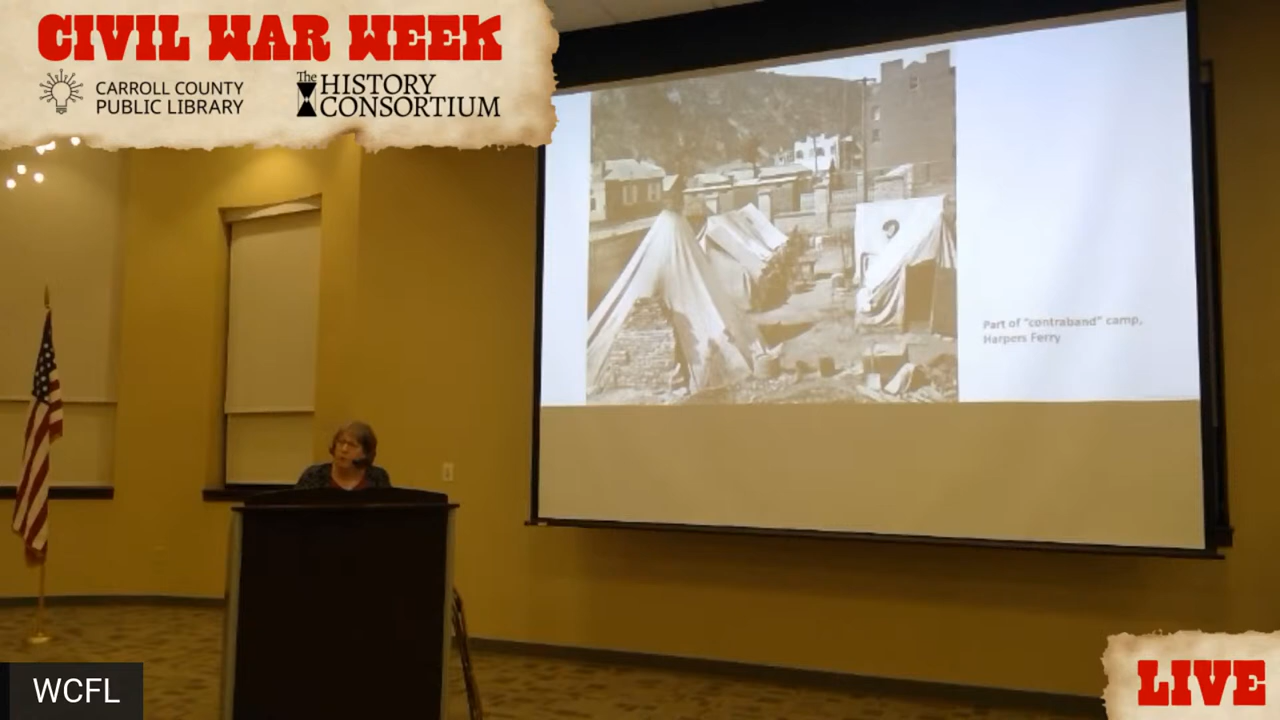 CIVIL WAR WEEK
CARROLL COUNTY
PUBLIC LIBRARY
The
HISTORY
CONSORTIUM
Part of "contraband" camp,
Harpers Ferry
WCFL
LIVE